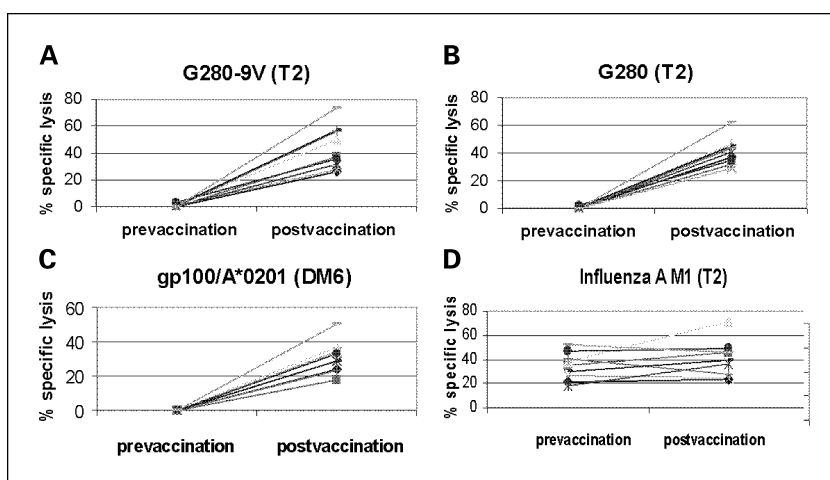 A
G280-9V (T2)
% specific lysis
80
60
40
20
0
prevaccination postvaccination
B
G280 (T2)
% specific lysis
80
60
40
20
0
prevaccination postvaccination
C
gp100/A*0201 (DM6)
% specific lysis
60
40
20
0
prevaccination postvaccination
D
Influenza A M1 (T2)
% specific lysis
80
60
40
20
0
prevaccination postvaccination